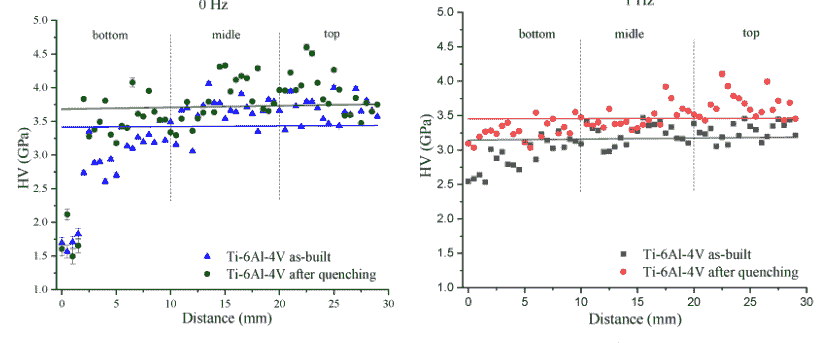 0 Hz
5.0
4.5
4.0
3.5
3.0
2.5
2.0
1.5
1.0
HV (GPa)
bottom midle top
Ti-6Al-4V as-built
Ti-6Al-4V after quenching
0 5 10 15 20 25 30
Distance (mm)
1 Hz
5.0
4.5
4.0
3.5
3.0
2.5
2.0
1.5
1.0
HV (GPa)
bottom midle top
Ti-6Al-4V as-built
Ti-6Al-4V after quenching
0 5 10 15 20 25 30
Distance (mm)